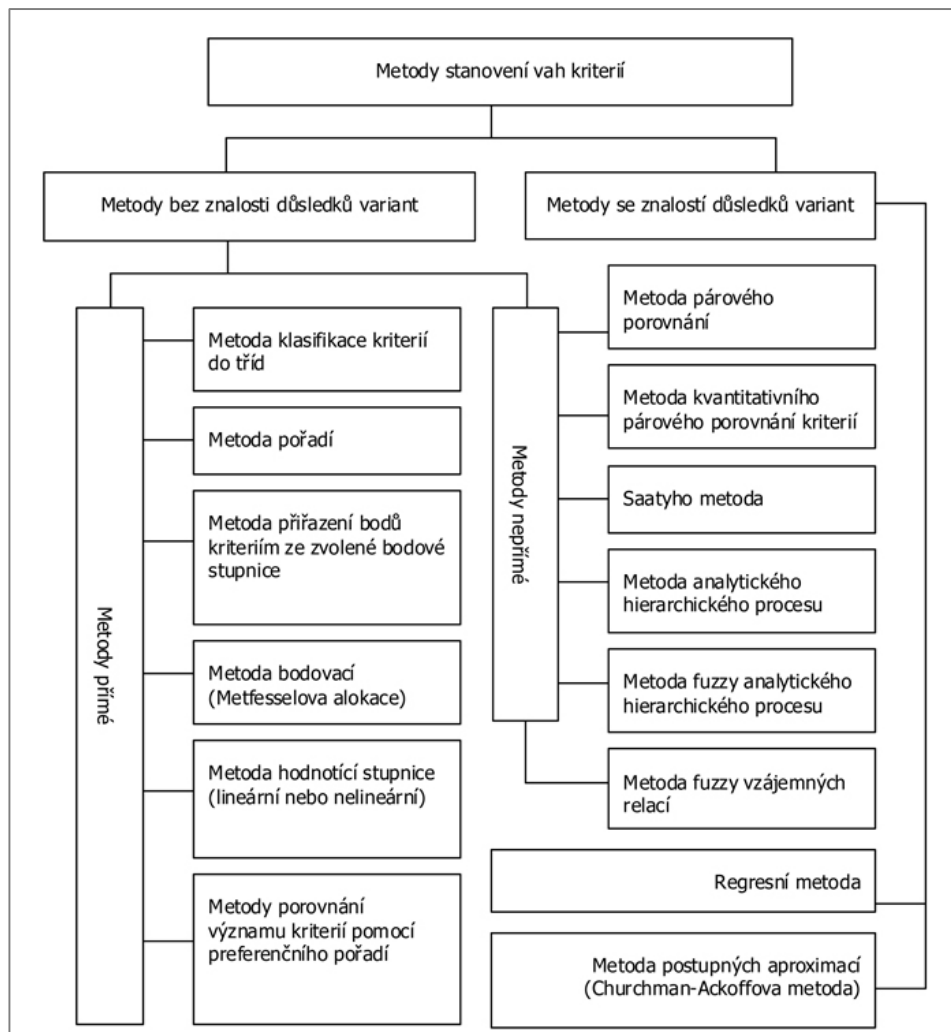 Metody stanovení vah kriterií
Metody bez znalosti důsledků variant
Metody se znalostí důsledků variant
Metody přímé
Metoda klasifikace kriterií
do tříd
Metoda pořadí
Metoda přiřazení bodů
kriteriím ze zvolené bodové
stupnice
Metoda bodovací
(Metfesselova alokace)
Metoda hodnotící stupnice
(lineární nebo nelineární)
Metody porovnání
významu kriterií pomocí
preferenčního pořadí
Metody nepřímé
Metoda párového
porovnání
Metoda kvantitativního
párového porovnání kriterií
Saatyho metoda
Metoda analytického
hierarchického procesu
Metoda fuzzy analytického
hierarchického procesu
Metoda fuzzy vzájemných
relací
Regresní metoda
Metoda postupných aproximací
(Churchman-Ackoffova metoda)